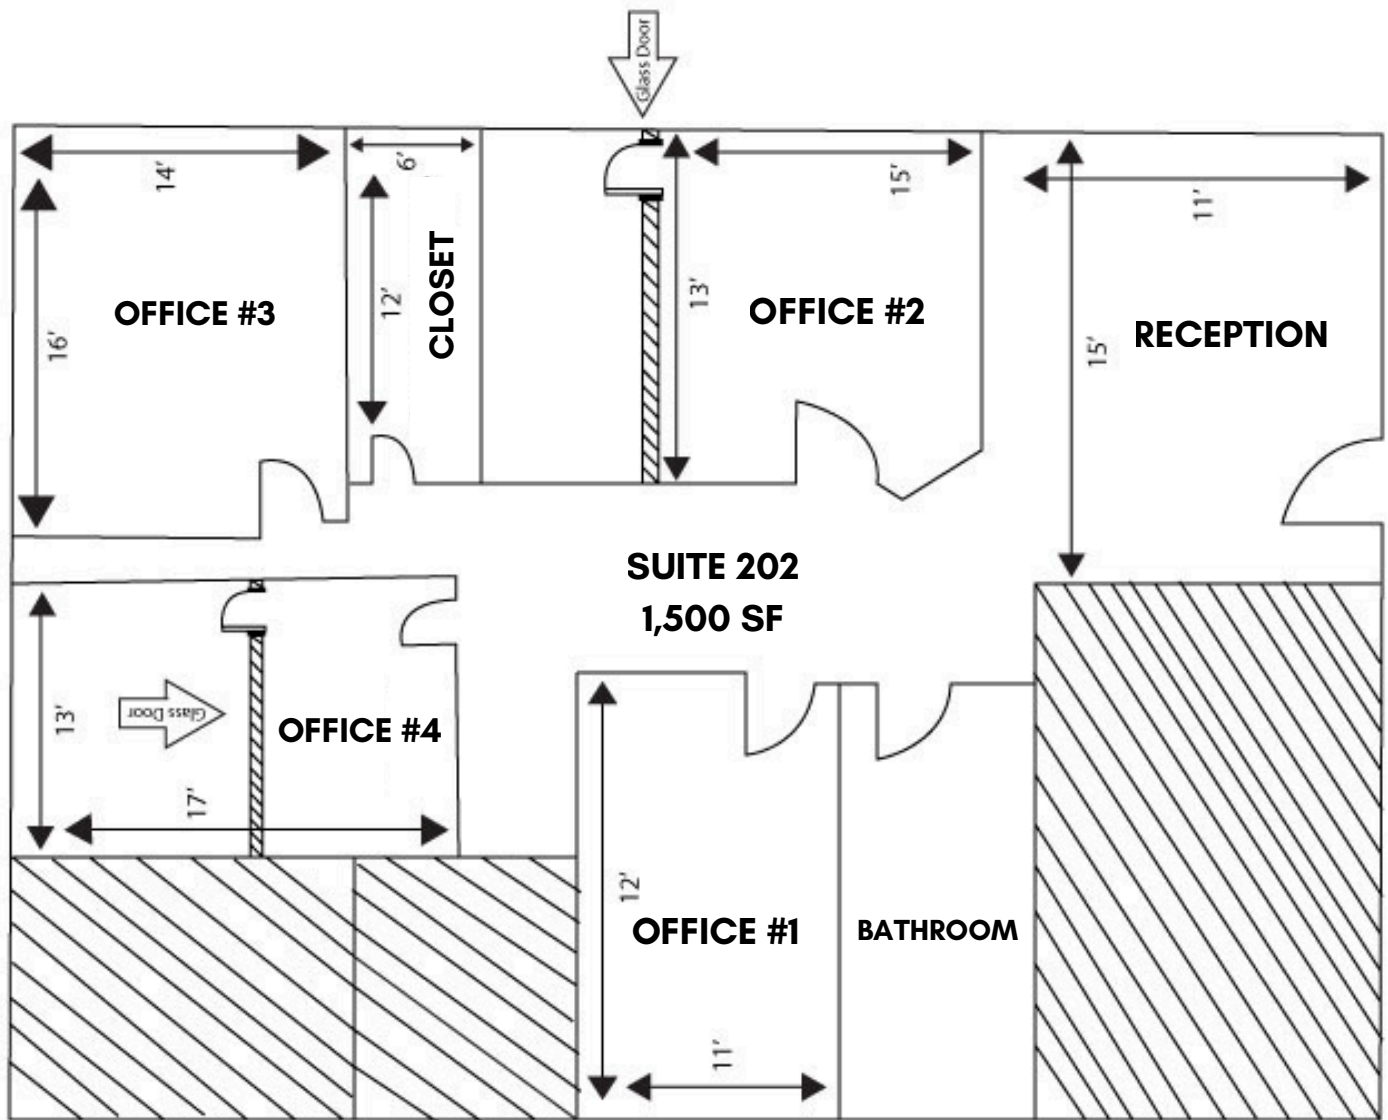 Glass Door
14'
6'
15'
11'
16'
OFFICE #3
12'
CLOSET
13'
OFFICE #2
15'
RECEPTION
SUITE 202
1,500 SF
13'
Glass Door
OFFICE #4
17'
12'
OFFICE #1
BATHROOM
11'